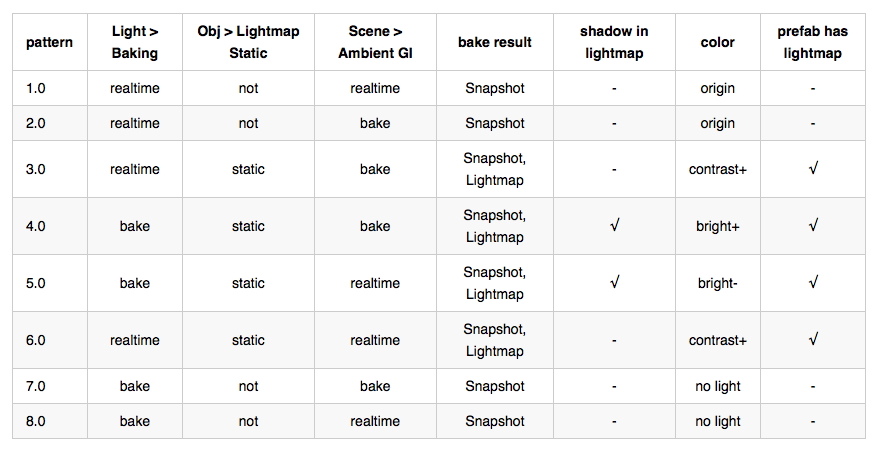 pattern Light > Baking Obj > Lightmap Static Scene > Ambient GI bake result shadow in lightmap color prefab has lightmap
1.0 realtime not realtime Snapshot - origin -
2.0 realtime not bake Snapshot - origin -
3.0 realtime static bake Snapshot, Lightmap - contrast+ √
4.0 bake static bake Snapshot, Lightmap √ bright+ √
5.0 bake static realtime Snapshot, Lightmap √ bright- √
6.0 realtime static realtime Snapshot, Lightmap - contrast+ √
7.0 bake not bake Snapshot - no light -
8.0 bake not realtime Snapshot - no light -